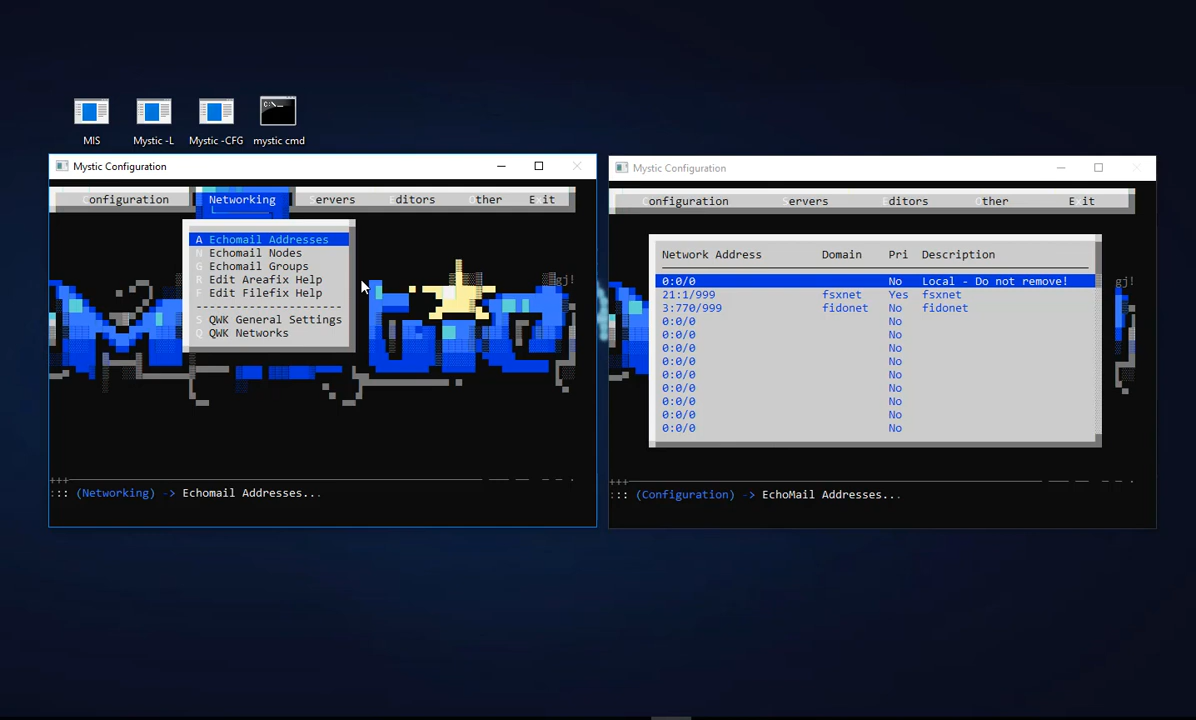 MIS
Mystic -L
Mystic -CFG
mystic cmd
Mystic Configuration
onfiguration Networking ervers ditors ther E it
A Echomail Addresses
N Echomail Nodes
G Echomail Groups
R Edit Areafix Help
F Edit Filefix Help
S QWK General Settings
Q QWK Networks
gj!
::: (Networking) -> Echomail Addresses...
Mystic Configuration
onfiguration ervers ditors ther E it
Network Address Domain Pri Description
0:0/0 No Local - Do not remove!
21:1/999 fsxnet Yes fsxnet
3:770/999 fidonet No fidonet
0:0/0 No
0:0/0 No
0:0/0 No
0:0/0 No
0:0/0 No
0:0/0 No
0:0/0 No
0:0/0 No
0:0/0 No
gj!
::: (Configuration) -> EchoMail Addresses...